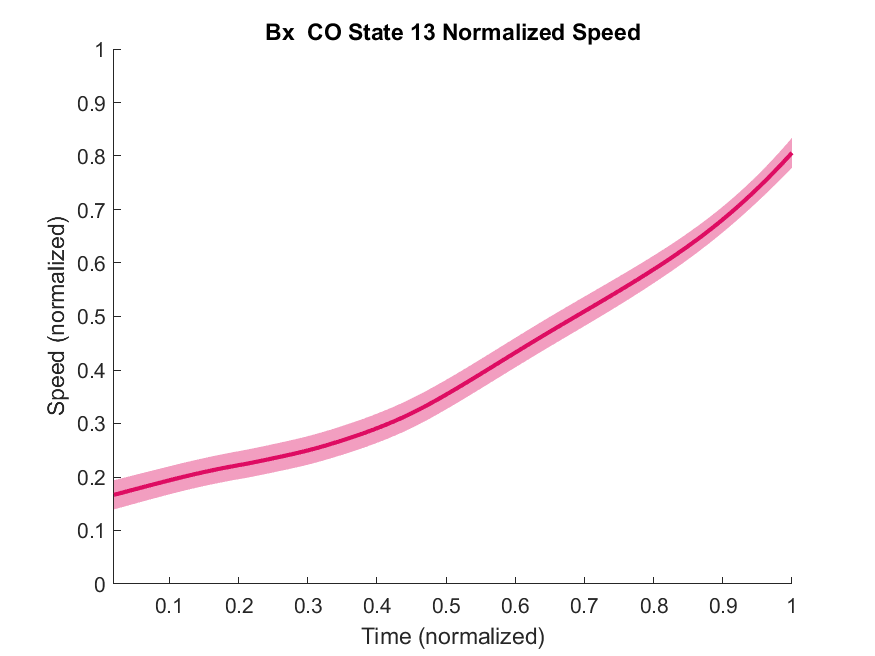 Bx  CO State 13 Normalized Speed
1
0.9
0.8
0.7
0.6
0.5
0.4
0.3
0.2
0.1
0
Speed (normalized)
0.1 0.2 0.3 0.4 0.5 0.6 0.7 0.8 0.9 1
Time (normalized)